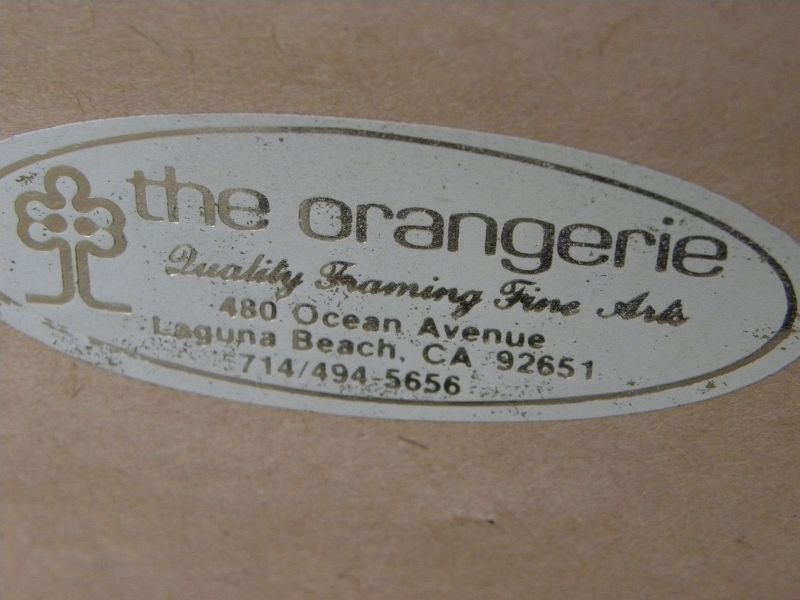 the orangerie
Quality Framing Fine Arts
480 Ocean Avenue
Laguna Beach, CA 92651
714/494-5656